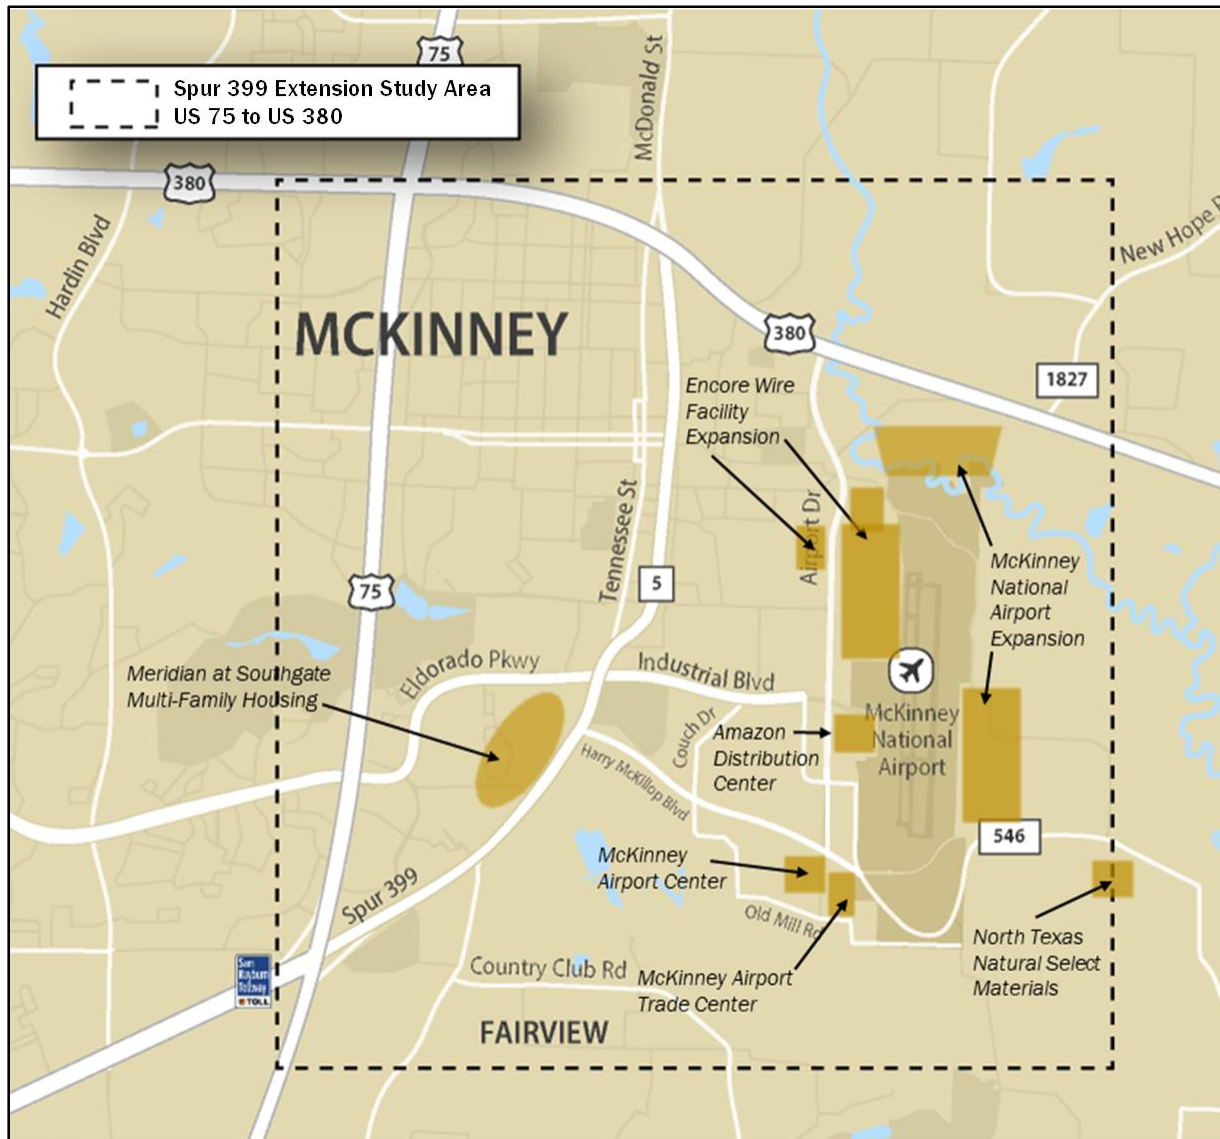 75
Spur 399 Extension Study Area
US 75 to US 380
McDonald St
380
Hardin Blvd
New Hope
MCKINNEY
380
1827
Encore Wire
Facility
Expansion
Airport Dr
Tennessee St
McKinney
National
Airport
Expansion
5
75
Meridian at Southgate
Multi-Family Housing
Eldorado Pkwy
Industrial Blvd
Couch Dr
Amazon
Distribution
Center
McKinney
National
Airport
Harry McKillop Blvd
546
McKinney
Airport Center
Spur 399
Old Mill Rd
North Texas
Natural Select
Materials
Sam
Rayburn
Tollway
TOLL
Country Club Rd
McKinney Airport
Trade Center
FAIRVIEW